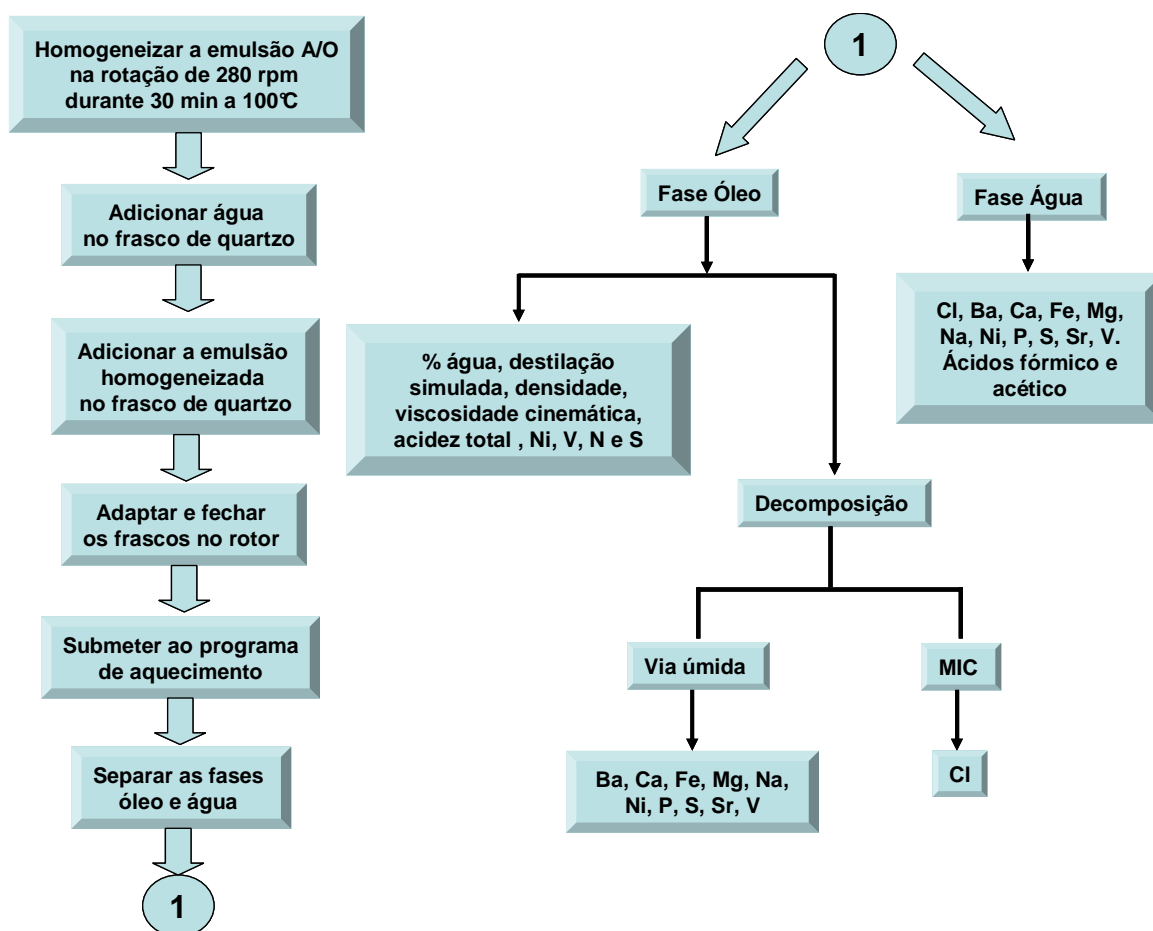 Homogeneizar a emulsão A/O
na rotação de 280 rpm
durante 30 min a 100°C
Adicionar água
no frasco de quartzo
Adicionar a emulsão
homogeneizada
no frasco de quartzo
Adaptar e fechar
os frascos no rotor
Submeter ao programa
de aquecimento
Separar as fases
óleo e água
1
1
Fase Óleo
Fase Água
% água, destilação
simulada, densidade,
viscosidade cinemática,
acidez total , Ni, V, N e S
Cl, Ba, Ca, Fe, Mg,
Na, Ni, P, S, Sr, V.
Ácidos fórmico e
acético
Decomposição
Via úmida
MIC
Ba, Ca, Fe, Mg, Na,
Ni, P, S, Sr, V
Cl